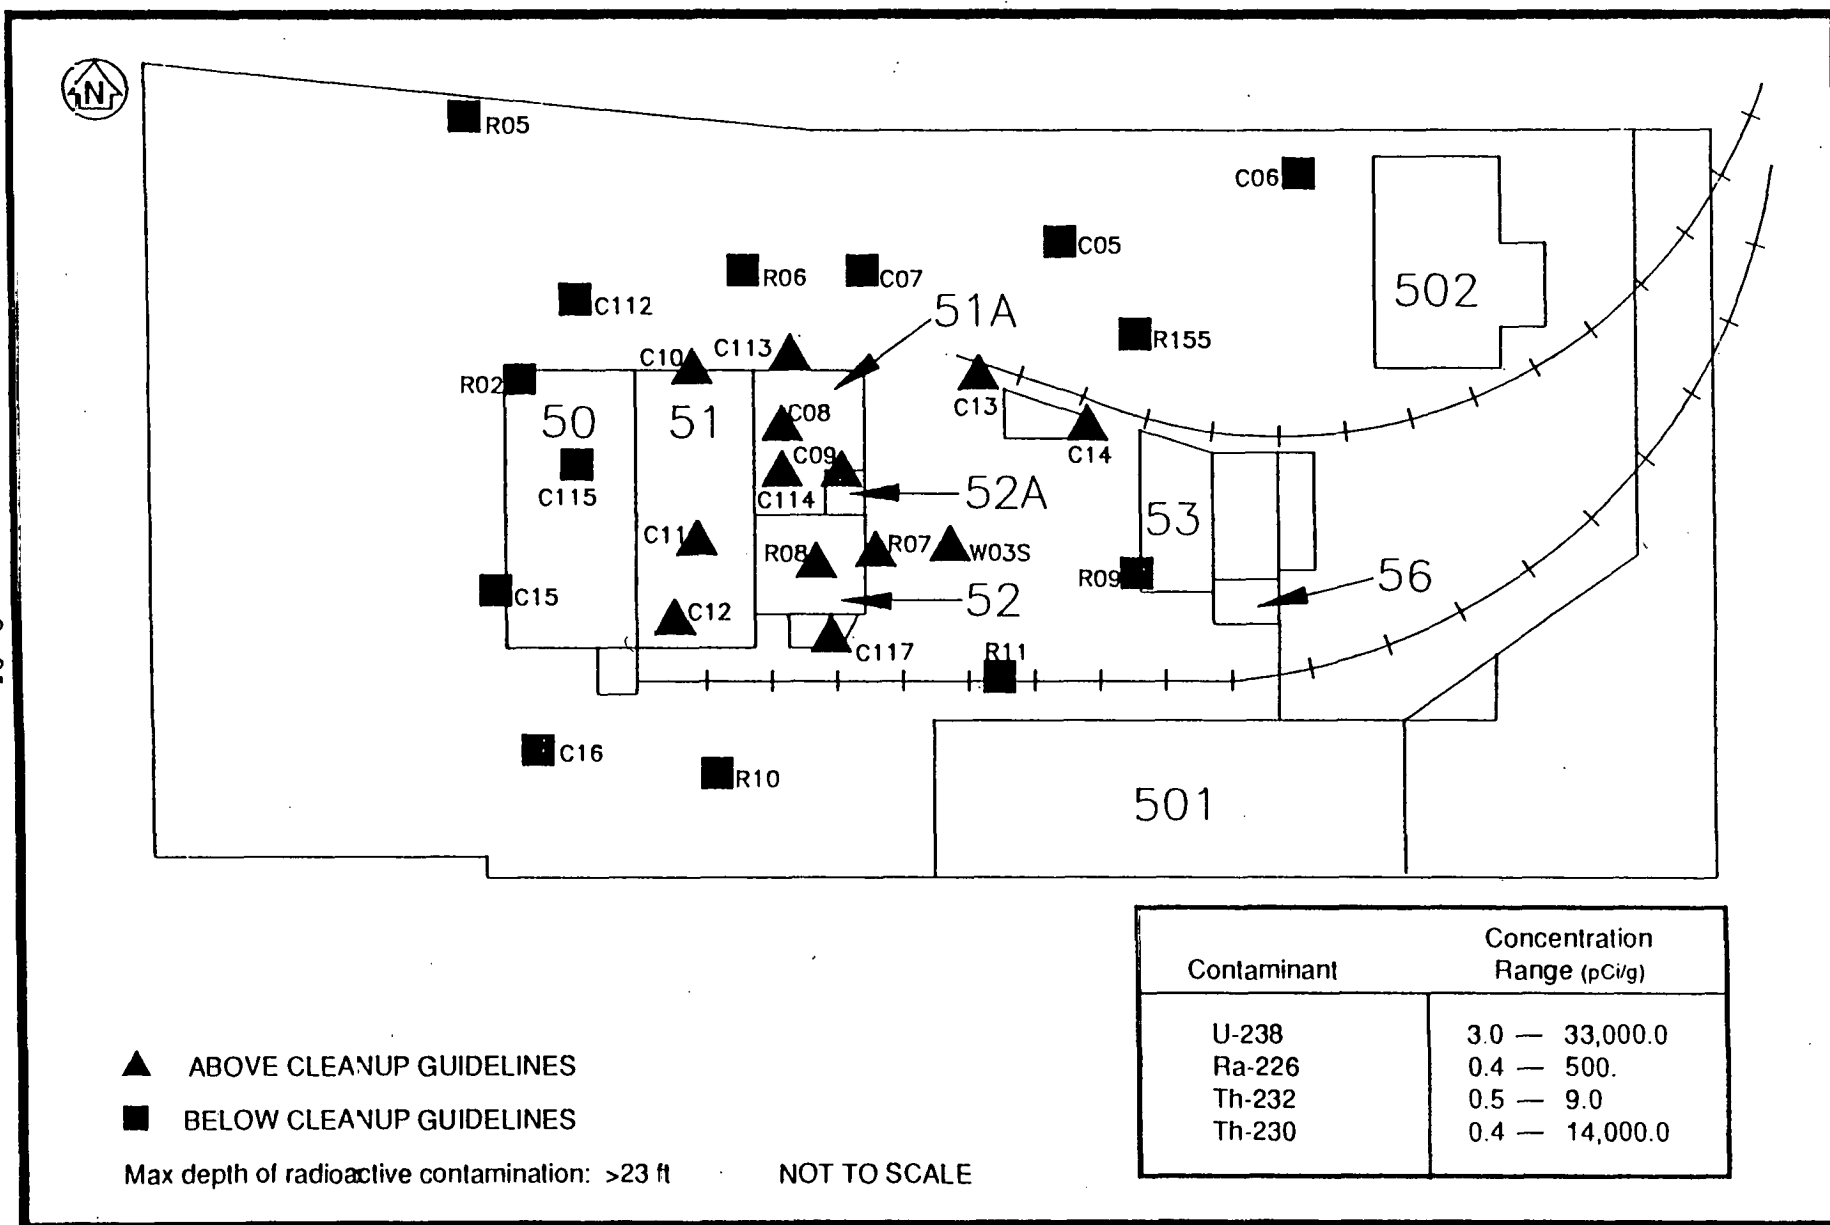 N
R05
C06
C05
R06
C07
51A
502
C112
R155
C113
C10
R02
C13
50
51
C08
C14
C09
C115
C114
52A
53
C11
R08
R07
W03S
R09
56
C15
C12
52
C117
R11
C16
R10
501
Contaminant
Concentration
Range (pCi/g)
U-238 3.0 — 33,000.0
Ra-226 0.4 — 500.
Th-232 0.5 — 9.0
Th-230 0.4 — 14,000.0
ABOVE CLEANUP GUIDELINES
BELOW CLEANUP GUIDELINES
Max depth of radioactive contamination: >23 ft
NOT TO SCALE